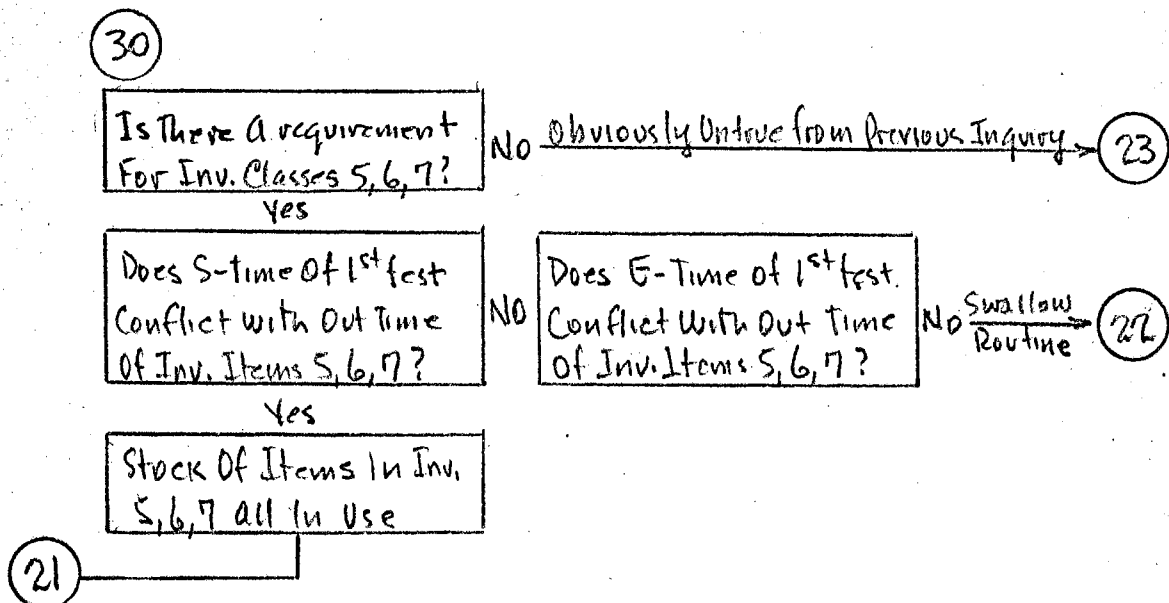 30
Is There A requirement
For Inv. Classes 5, 6, 7?
No
Obviously Untrue from Previous Inquiry
23
Yes
Does S-Time Of 1st fest
Conflict with Out Time
Of Inv. Items 5, 6, 7?
No
Does E-Time of 1st fest.
Conflict With Out Time
Of Inv. Items 5, 6, 7?
No
Swallow
Routine
22
Yes
Stock Of Items In Inv.
5, 6, 7 all In Use
21